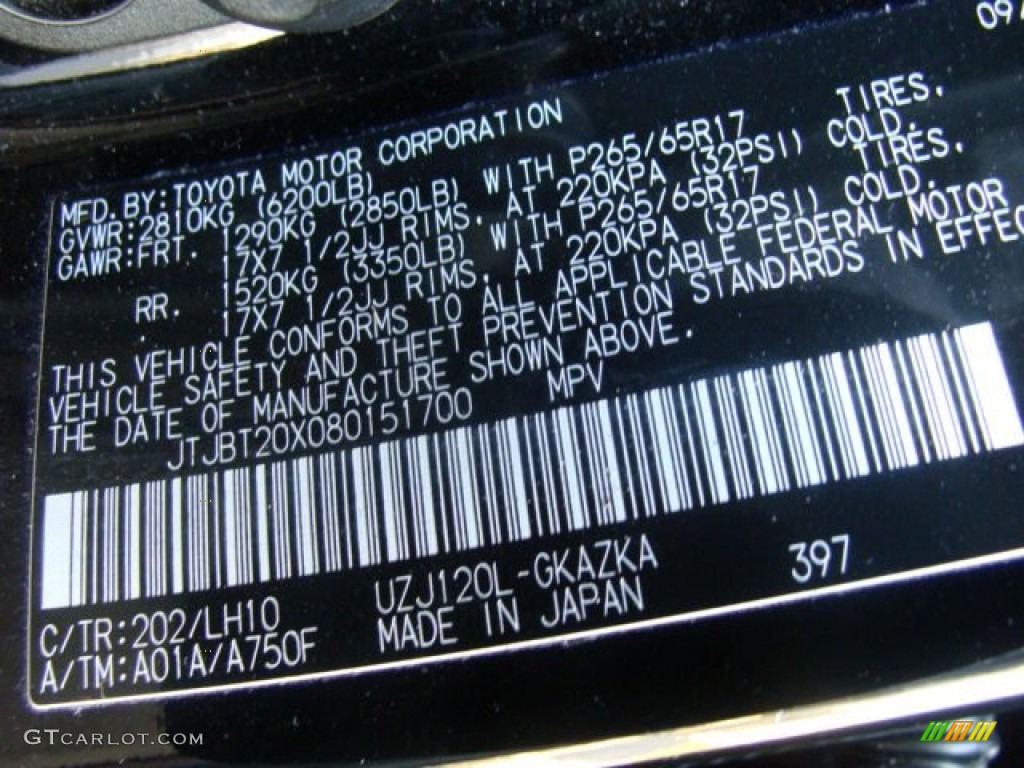 09/
MFD. BY: TOYOTA MOTOR CORPORATION
GVWR: 2810KG (6200LB)
GAWR: FRT. 1290KG (2850LB) WITH P265/65R17 TIRES,
17X7 1/2JJ RIMS, AT 220KPA (32PSI) COLD.
RR. 1520KG (3350LB) WITH P265/65R17 TIRES,
17X7 1/2JJ RIMS, AT 220KPA (32PSI) COLD.
THIS VEHICLE CONFORMS TO ALL APPLICABLE FEDERAL MOTOR
VEHICLE SAFETY AND THEFT PREVENTION STANDARDS IN EFFEC
THE DATE OF MANUFACTURE SHOWN ABOVE.
JTJBT20X080151700 MPV
C/TR: 202/LH10 UZJ120L-GKAZKA 397
A/TM: A01A/A750F MADE IN JAPAN
GTCARLOT.COM